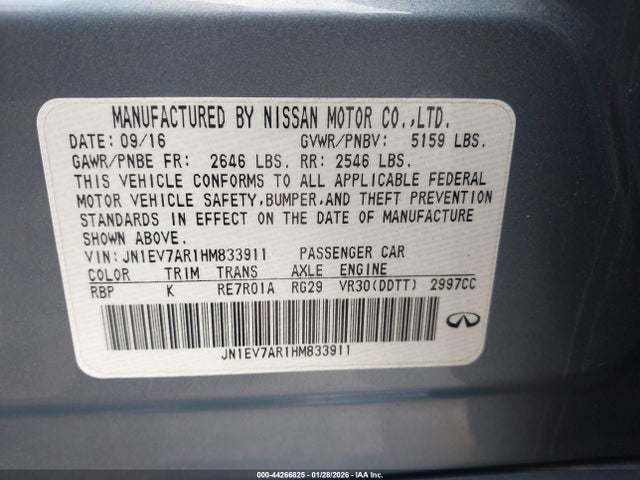 MANUFACTURED BY NISSAN MOTOR CO.,LTD.
DATE: 09/16 GVWR/PNBV: 5159 LBS.
GAWR/PNBE FR: 2646 LBS. RR: 2546 LBS.
THIS VEHICLE CONFORMS TO ALL APPLICABLE FEDERAL
MOTOR VEHICLE SAFETY,BUMPER,AND THEFT PREVENTION
STANDARDS IN EFFECT ON THE DATE OF MANUFACTURE
SHOWN ABOVE.
VIN: JN1EV7AR1HM833911 PASSENGER CAR
COLOR TRIM TRANS AXLE ENGINE
RBP K RE7R01A RG29 VR30(DDTT) 2997CC
JN1EV7AR1HM833911
000-44266825 - 01/28/2026 - IAA Inc.